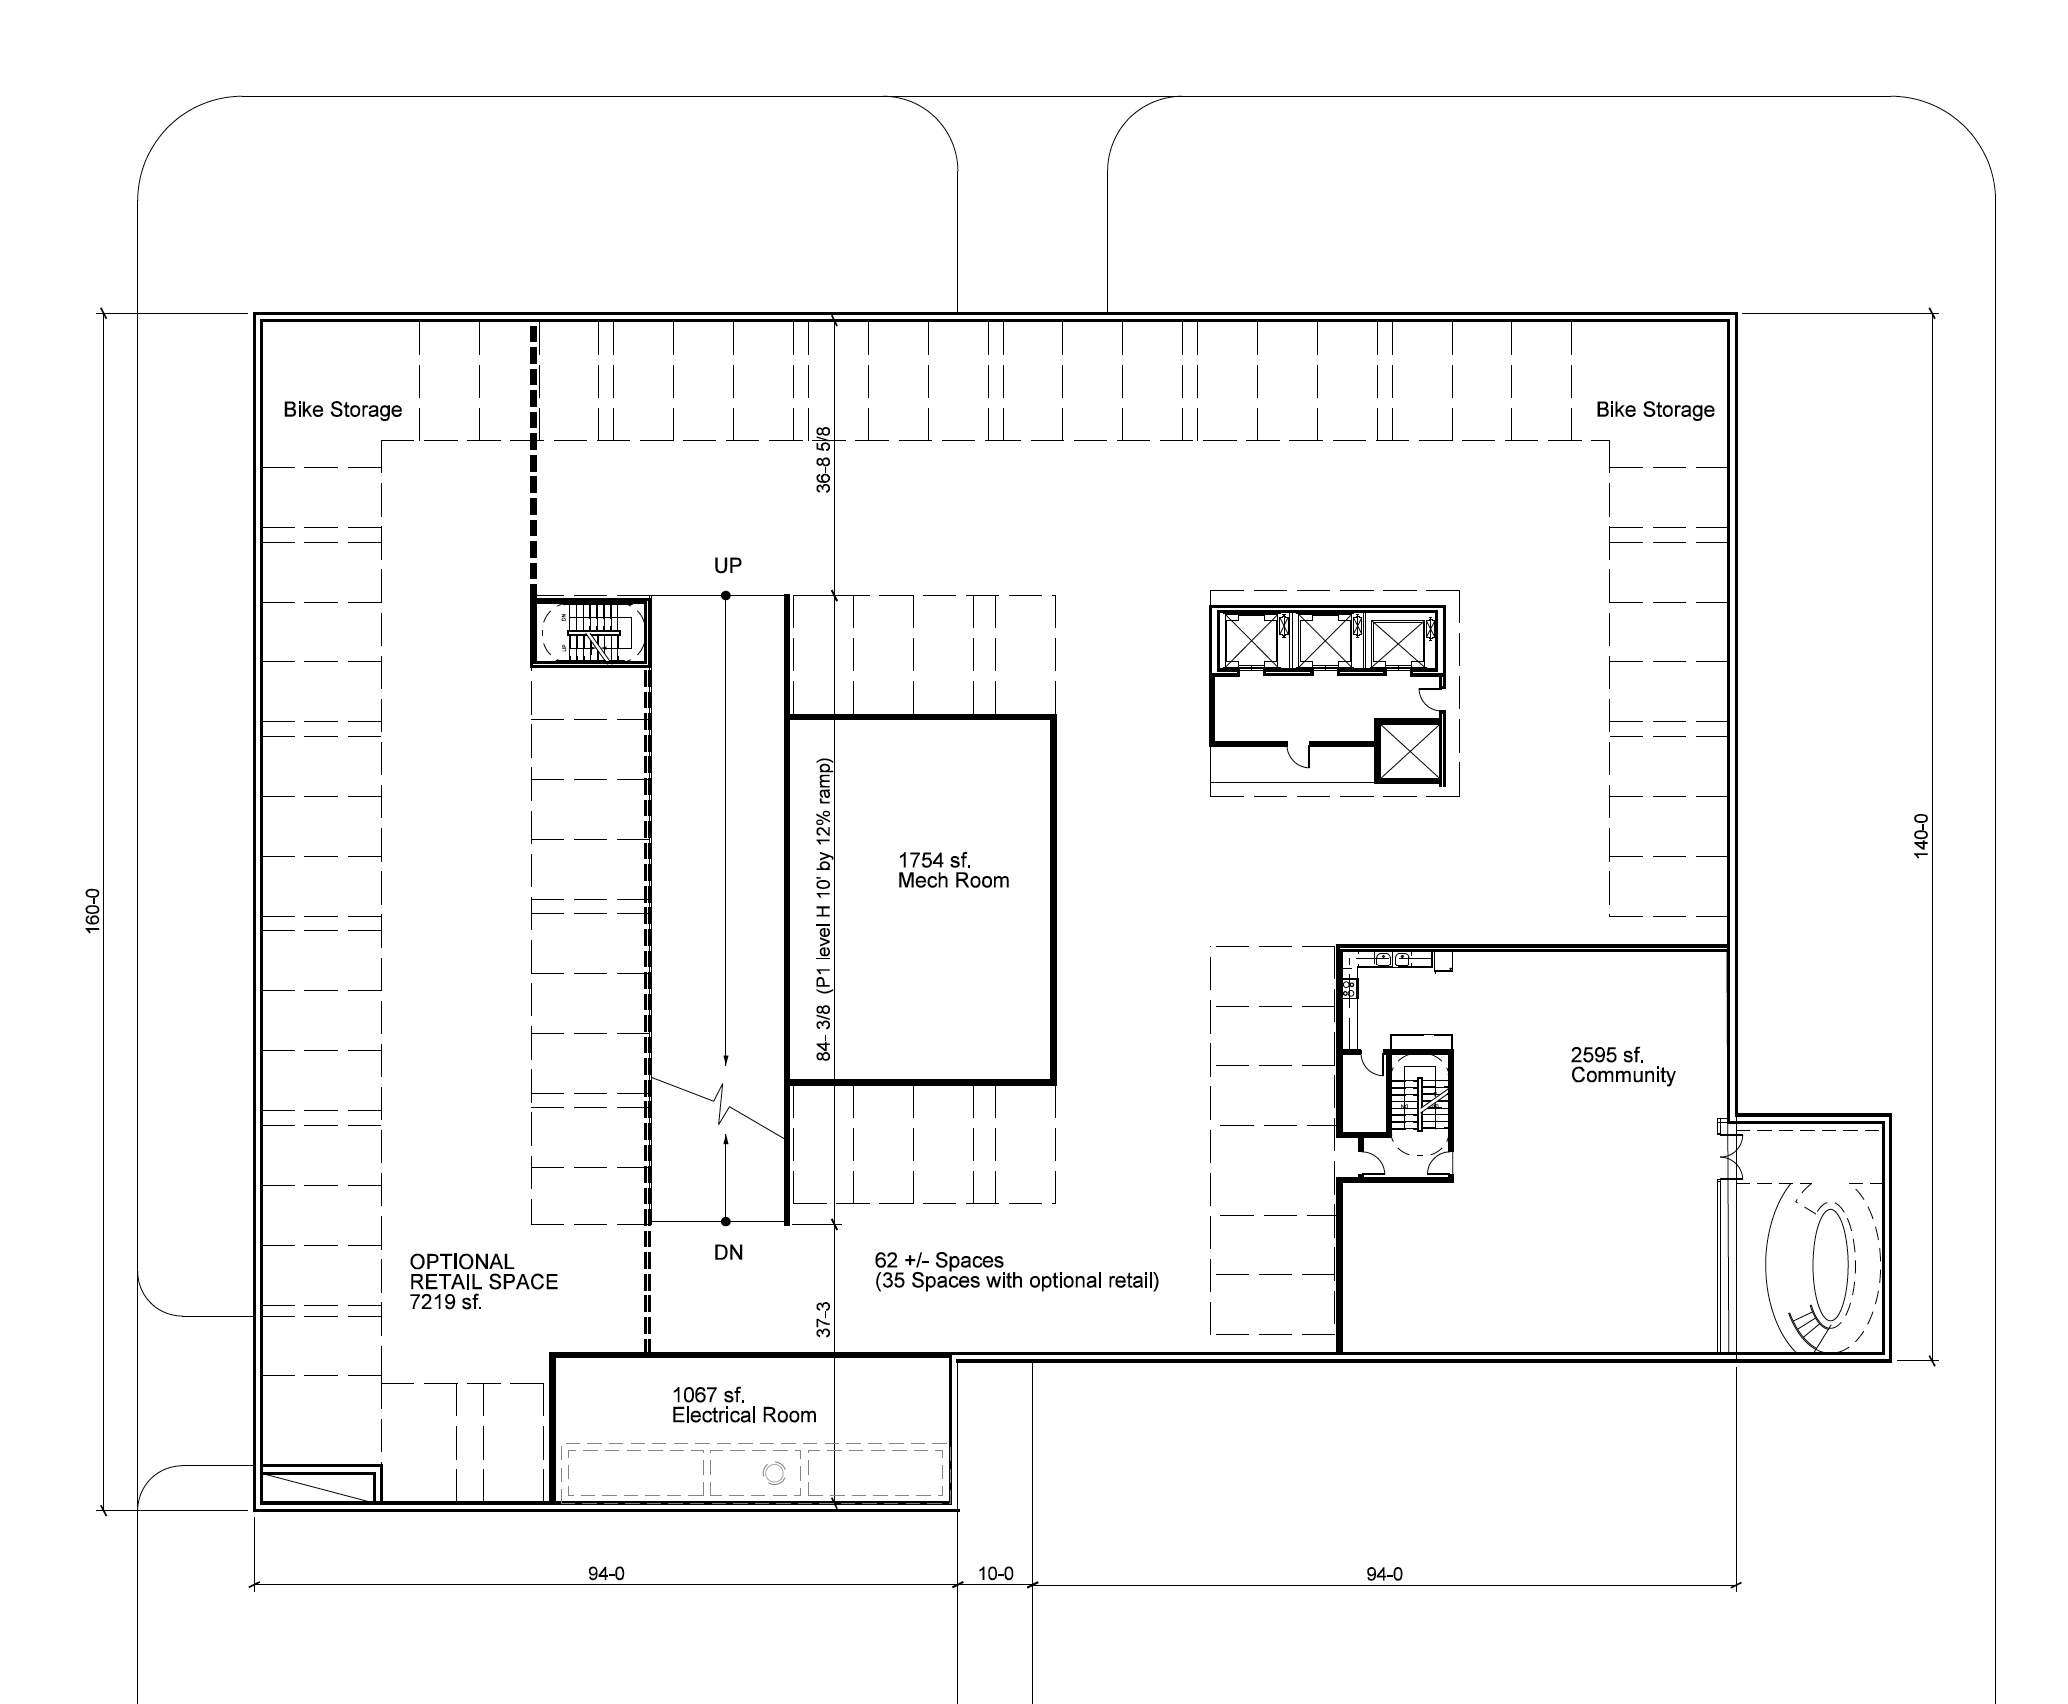 Bike Storage
Bike Storage
36-8 5/8
UP
DN
UP
160-0
140-0
84- 3/8 (P1 level H 10' by 12% ramp)
1754 sf.
Mech Room
2595 sf.
Community
DN
OPTIONAL
RETAIL SPACE
7219 sf.
62 +/- Spaces
(35 Spaces with optional retail)
37-3
1067 sf.
Electrical Room
94-0
10-0
94-0